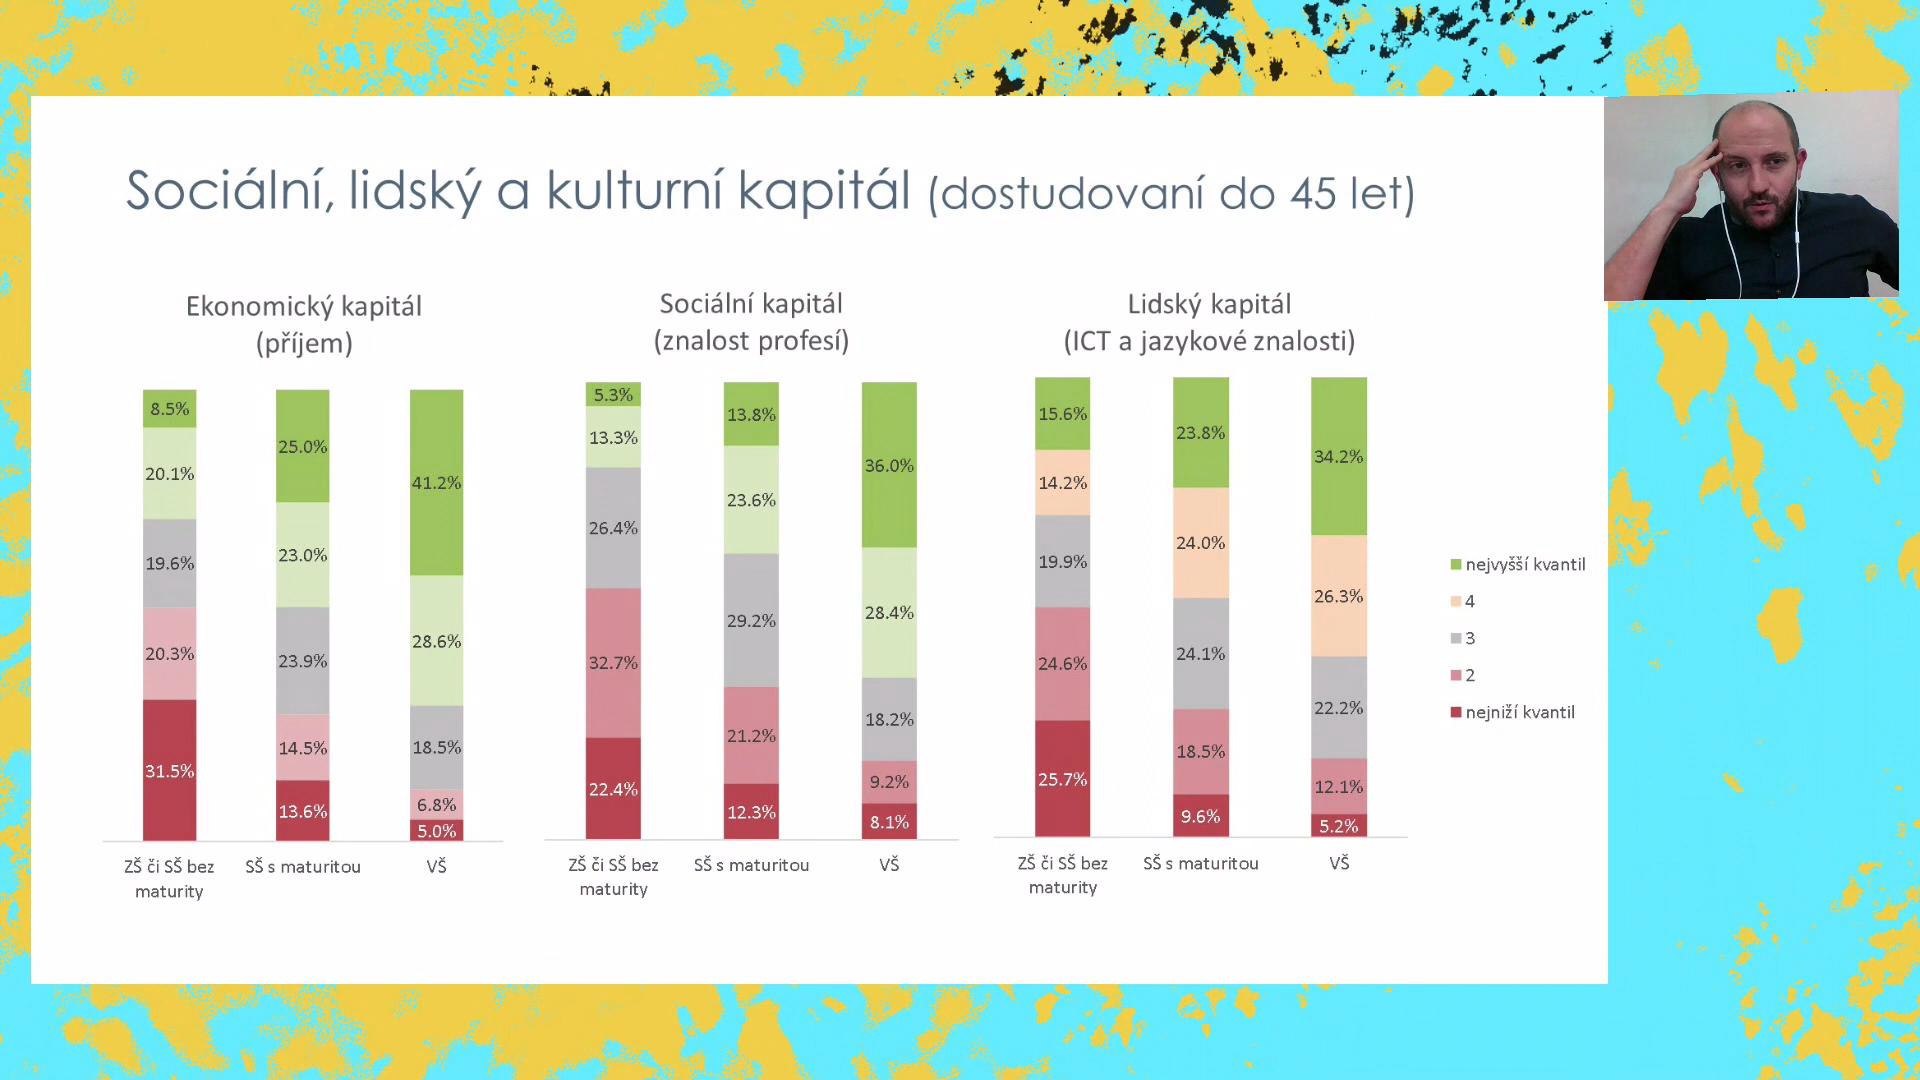 Sociální, lidský a kulturní kapitál (dostudovaní do 45 let)
Ekonomický kapitál
(příjem)
8.5%
20.1%
19.6%
20.3%
31.5%
25.0%
23.0%
23.9%
14.5%
13.6%
41.2%
28.6%
18.5%
6.8%
5.0%
ZŠ či SŠ bez
maturity
SŠ s maturitou
VŠ
Sociální kapitál
(znalost profesí)
5.3%
13.3%
26.4%
32.7%
22.4%
13.8%
23.6%
29.2%
21.2%
12.3%
36.0%
28.4%
18.2%
9.2%
8.1%
ZŠ či SŠ bez
maturity
SŠ s maturitou
VŠ
Lidský kapitál
(ICT a jazykové znalosti)
15.6%
14.2%
19.9%
24.6%
25.7%
23.8%
24.0%
24.1%
18.5%
9.6%
34.2%
26.3%
22.2%
12.1%
5.2%
ZŠ či SŠ bez
maturity
SŠ s maturitou
VŠ
nejvyšší kvantil
4
3
2
nejniží kvantil